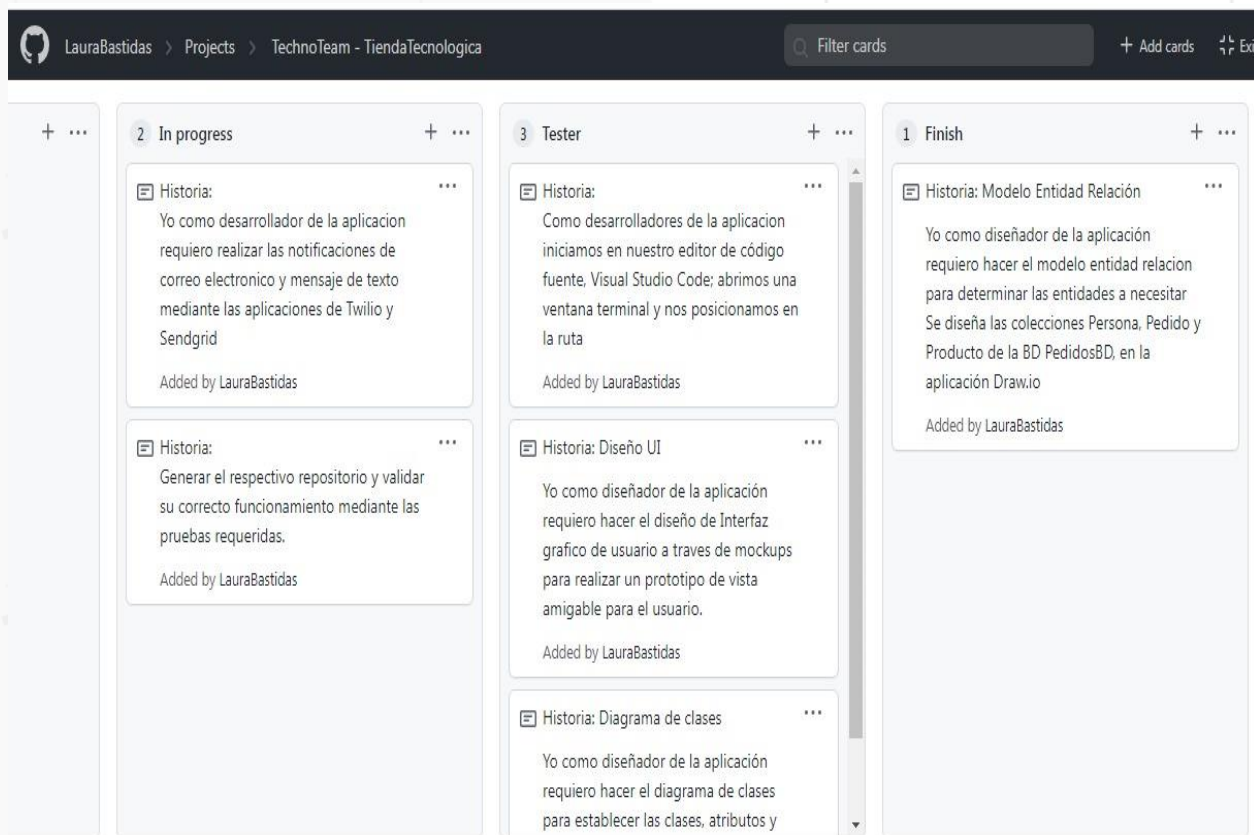 LauraBastidas > Projects > TechnoTeam - TiendaTecnologica
Filter cards
+ Add cards
2 In progress
Historia:
Yo como desarrollador de la aplicacion
requiero realizar las notificaciones de
correo electronico y mensaje de texto
mediante las aplicaciones de Twilio y
Sendgrid
Added by LauraBastidas
Historia:
Generar el respectivo repositorio y validar
su correcto funcionamiento mediante las
pruebas requeridas.
Added by LauraBastidas
3 Tester
Historia:
Como desarrolladores de la aplicacion
iniciamos en nuestro editor de código
fuente, Visual Studio Code; abrimos una
ventana terminal y nos posicionamos en
la ruta
Added by LauraBastidas
Historia: Diseño UI
Yo como diseñador de la aplicación
requiero hacer el diseño de Interfaz
grafico de usuario a traves de mockups
para realizar un prototipo de vista
amigable para el usuario.
Added by LauraBastidas
Historia: Diagrama de clases
Yo como diseñador de la aplicación
requiero hacer el diagrama de clases
para establecer las clases, atributos y
1 Finish
Historia: Modelo Entidad Relación
Yo como diseñador de la aplicación
requiero hacer el modelo entidad relacion
para determinar las entidades a necesitar
Se diseña las colecciones Persona, Pedido y
Producto de la BD PedidosBD, en la
aplicación Draw.io
Added by LauraBastidas